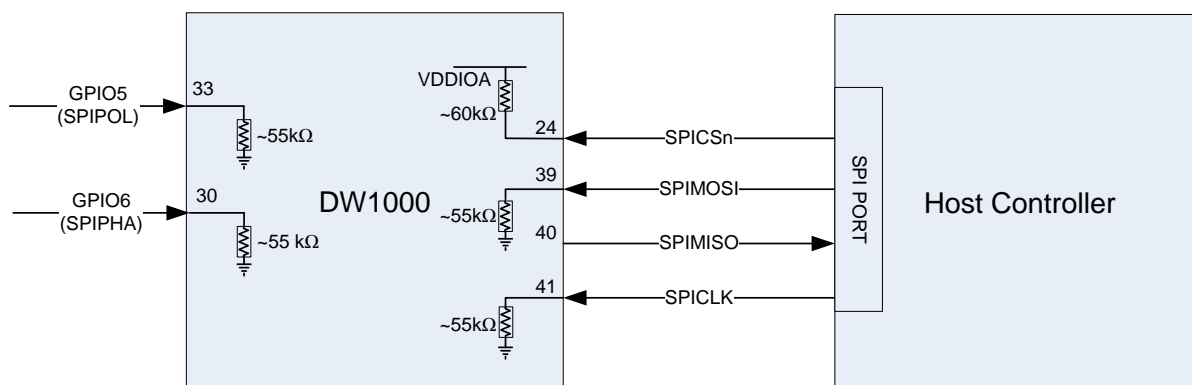 GPIO5
(SPIPOL)
33
~55kΩ
GPIO6
(SPIPHA)
30
~55 kΩ
DW1000
VDDIOA
~60kΩ
24
SPICSn
39
~55kΩ
SPIMOSI
40
SPIMISO
41
~55kΩ
SPICLK
SPI PORT
Host Controller